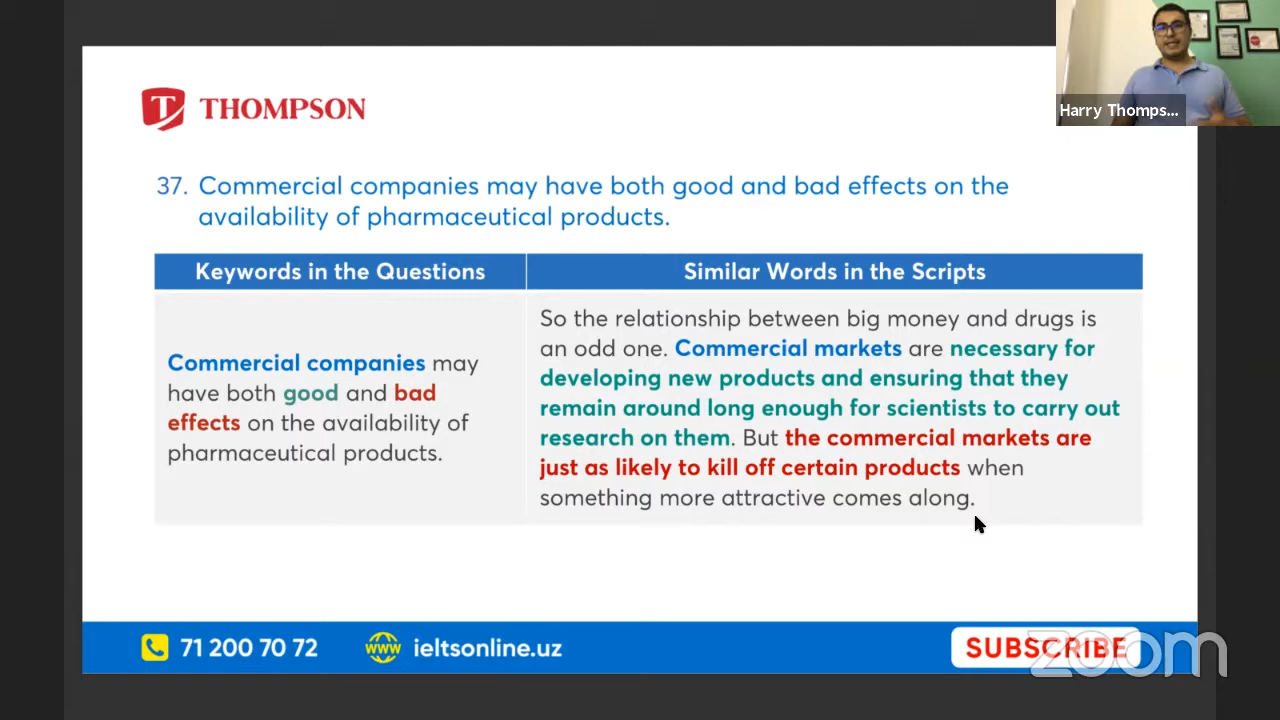 Harry Thomps...
T THOMPSON
37. Commercial companies may have both good and bad effects on the
availability of pharmaceutical products.
Keywords in the Questions
Similar Words in the Scripts
Commercial companies may
have both good and bad
effects on the availability of
pharmaceutical products.
So the relationship between big money and drugs is
an odd one. Commercial markets are necessary for
developing new products and ensuring that they
remain around long enough for scientists to carry out
research on them. But the commercial markets are
just as likely to kill off certain products when
something more attractive comes along.
71 200 70 72
www ieltsonline.uz
SUBSCRIBE
zoom